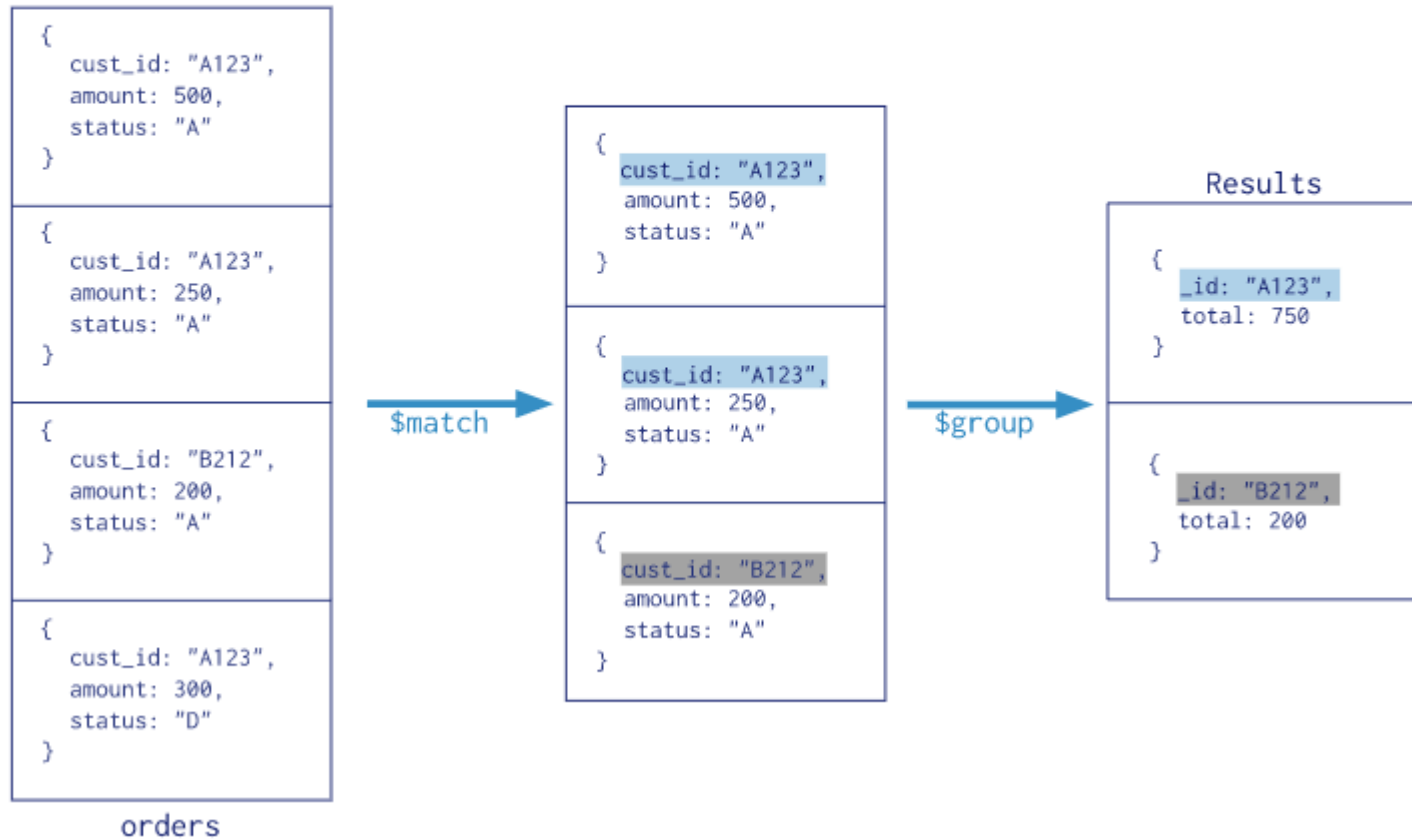 {
cust_id: "A123",
amount: 500,
status: "A"
}
{
cust_id: "A123",
amount: 250,
status: "A"
}
{
cust_id: "B212",
amount: 200,
status: "A"
}
{
cust_id: "A123",
amount: 300,
status: "D"
}
orders
$match
{
cust_id: "A123",
amount: 500,
status: "A"
}
{
cust_id: "A123",
amount: 250,
status: "A"
}
{
cust_id: "B212",
amount: 200,
status: "A"
}
$group
Results
{
_id: "A123",
total: 750
}
{
_id: "B212",
total: 200
}